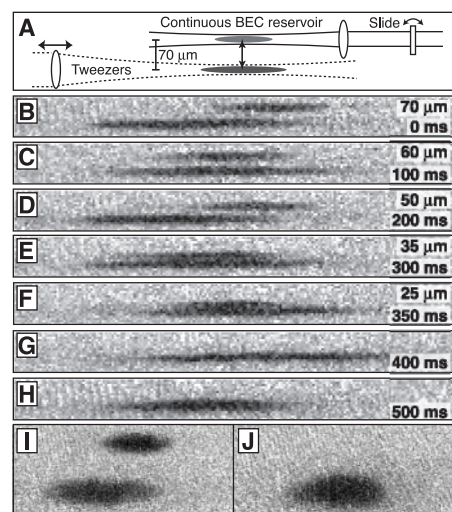 A
Continuous BEC reservoir
Slide
70 μm
Tweezers
B
70 μm
0 ms
C
60 μm
100 ms
D
50 μm
200 ms
E
35 μm
300 ms
F
25 μm
350 ms
G
400 ms
H
500 ms
I
J